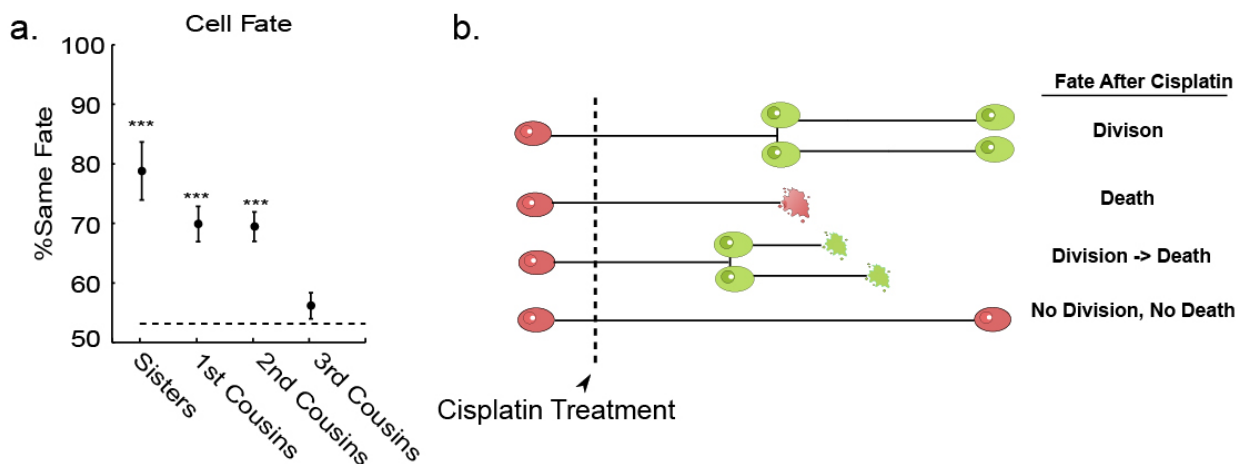 a.
Cell Fate
%Same Fate
100
90
80
70
60
50
***
***
***
Sisters
1st Cousins
2nd Cousins
3rd Cousins
b.
Fate After Cisplatin
Divison
Death
Division -> Death
No Division, No Death
Cisplatin Treatment